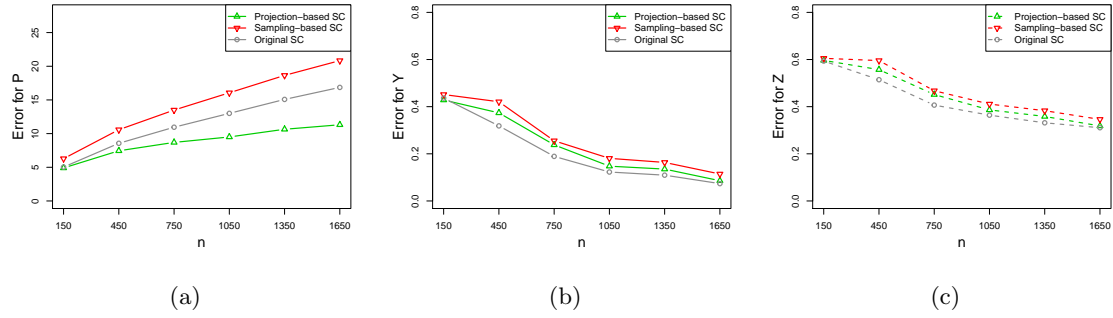 Projection−based SC
Sampling−based SC
Original SC
Error for P
0
5
10
15
20
25
150 450 750 1050 1350 1650
n
(a)
Projection−based SC
Sampling−based SC
Original SC
Error for Y
0.0
0.2
0.4
0.6
0.8
150 450 750 1050 1350 1650
n
(b)
Projection−based SC
Sampling−based SC
Original SC
Error for Z
0.0
0.2
0.4
0.6
0.8
150 450 750 1050 1350 1650
n
(c)